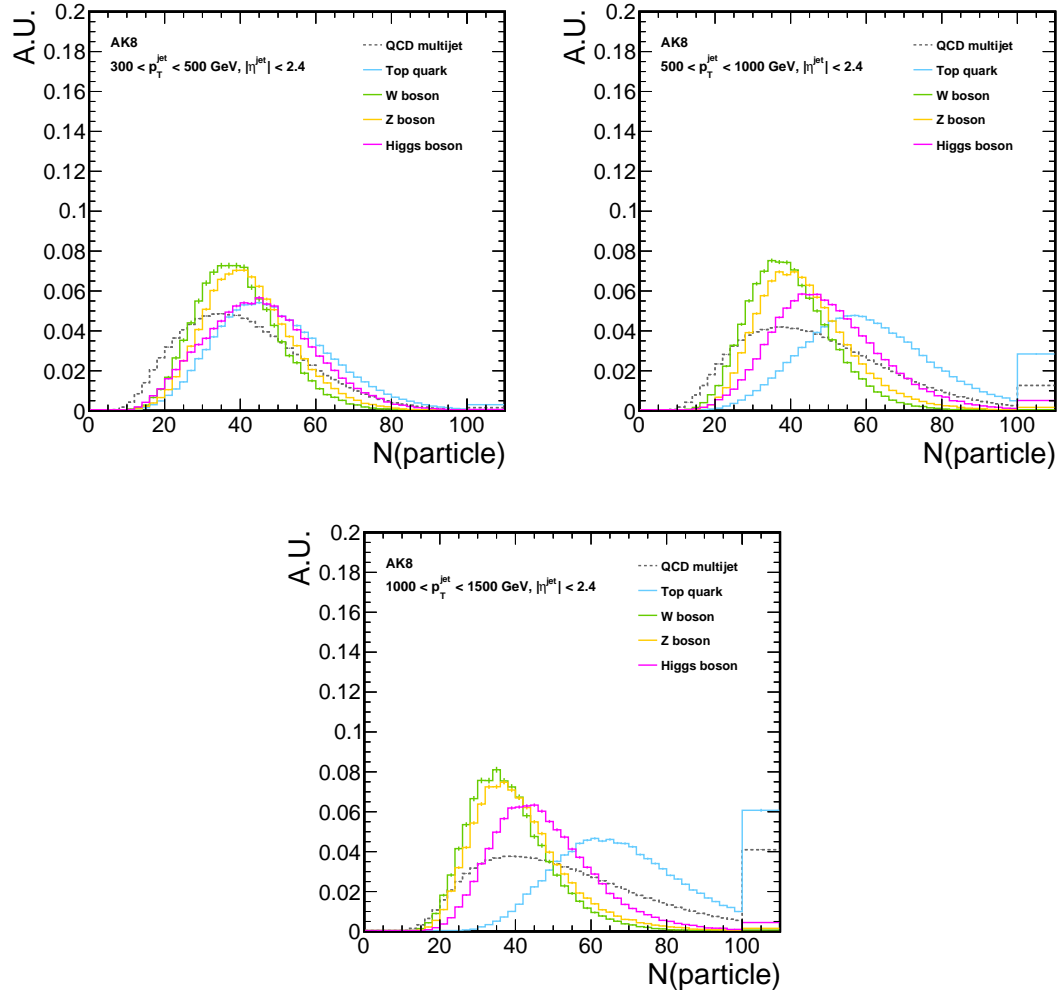 A.U.
0.2
0.18
0.16
0.14
0.12
0.1
0.08
0.06
0.04
0.02
0
AK8
300 < p_T^jet < 500 GeV, |η^jet| < 2.4
QCD multijet
Top quark
W boson
Z boson
Higgs boson
0 20 40 60 80 100
N(particle)
A.U.
0.2
0.18
0.16
0.14
0.12
0.1
0.08
0.06
0.04
0.02
0
AK8
500 < p_T^jet < 1000 GeV, |η^jet| < 2.4
QCD multijet
Top quark
W boson
Z boson
Higgs boson
0 20 40 60 80 100
N(particle)
A.U.
0.2
0.18
0.16
0.14
0.12
0.1
0.08
0.06
0.04
0.02
0
AK8
1000 < p_T^jet < 1500 GeV, |η^jet| < 2.4
QCD multijet
Top quark
W boson
Z boson
Higgs boson
0 20 40 60 80 100
N(particle)